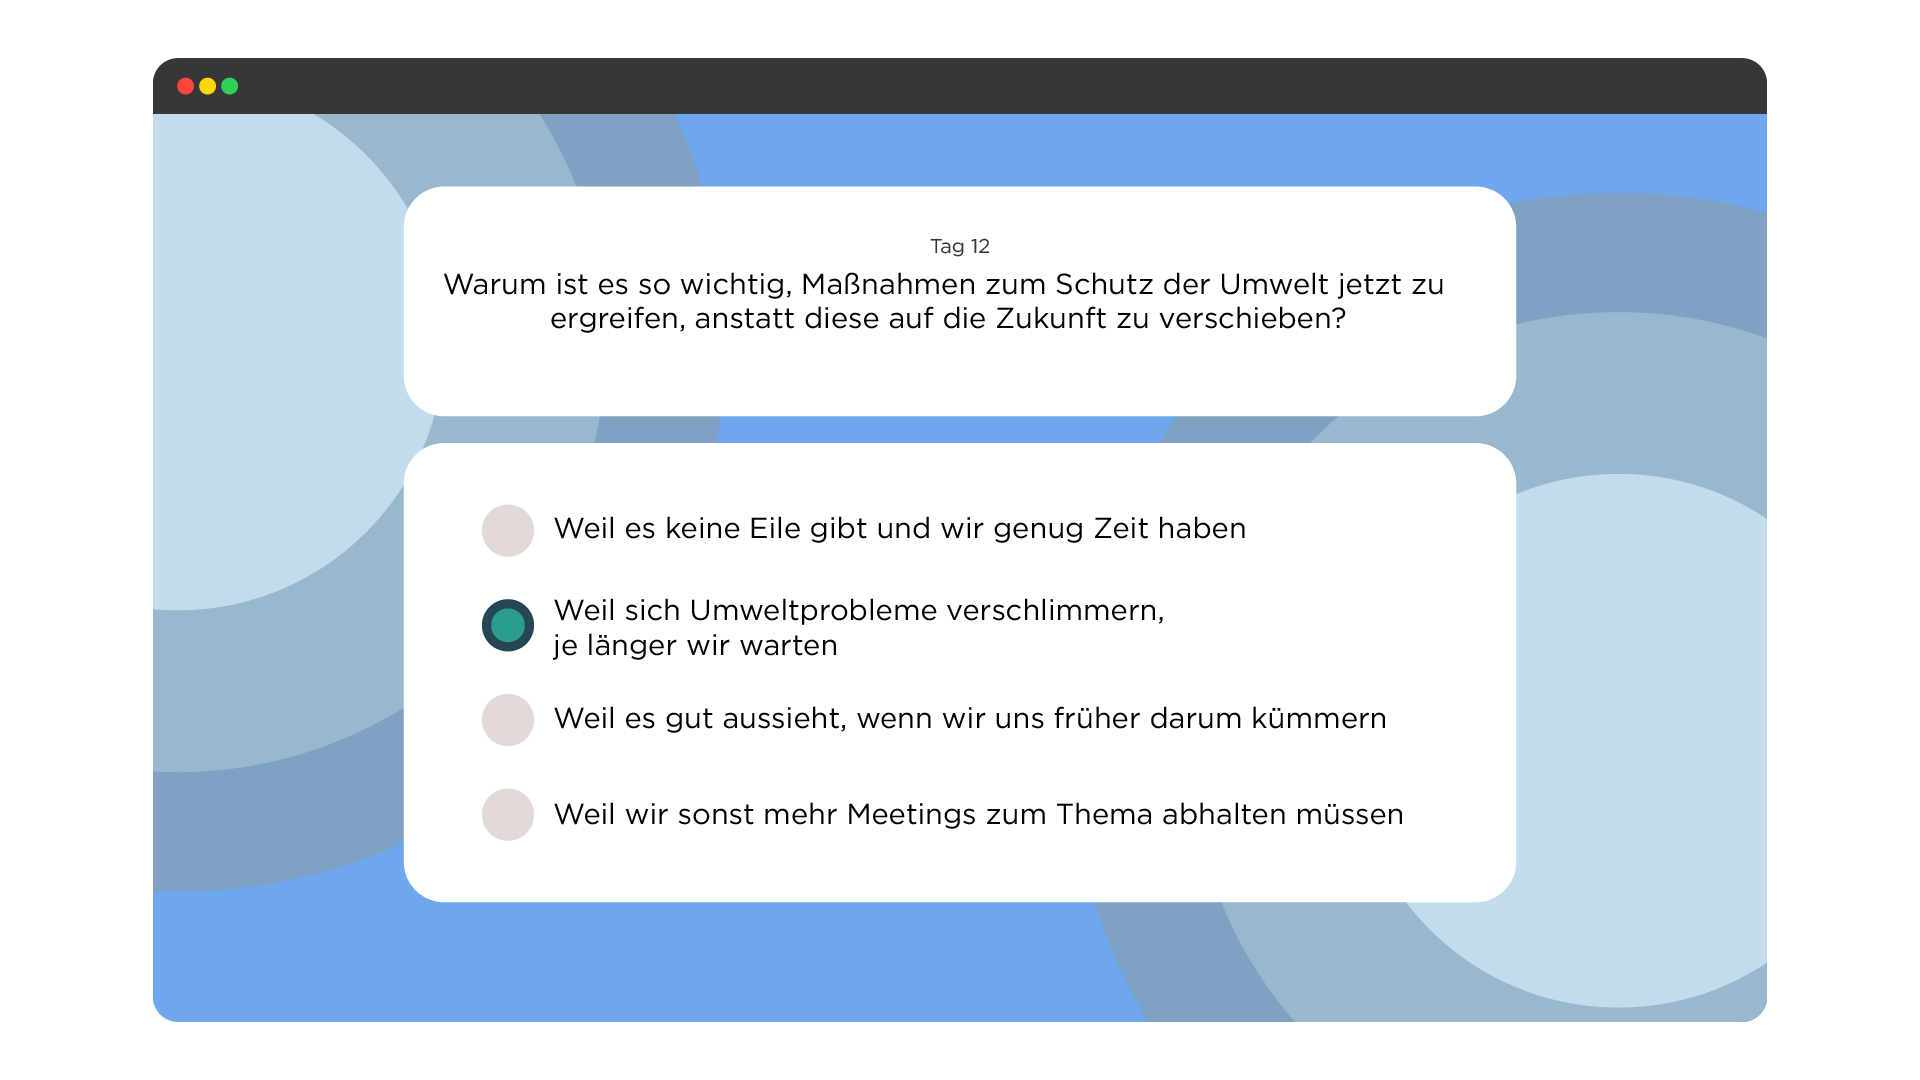 Tag 12
Warum ist es so wichtig, Maßnahmen zum Schutz der Umwelt jetzt zu
ergreifen, anstatt diese auf die Zukunft zu verschieben?
Weil es keine Eile gibt und wir genug Zeit haben
Weil sich Umweltprobleme verschlimmern,
je länger wir warten
Weil es gut aussieht, wenn wir uns früher darum kümmern
Weil wir sonst mehr Meetings zum Thema abhalten müssen